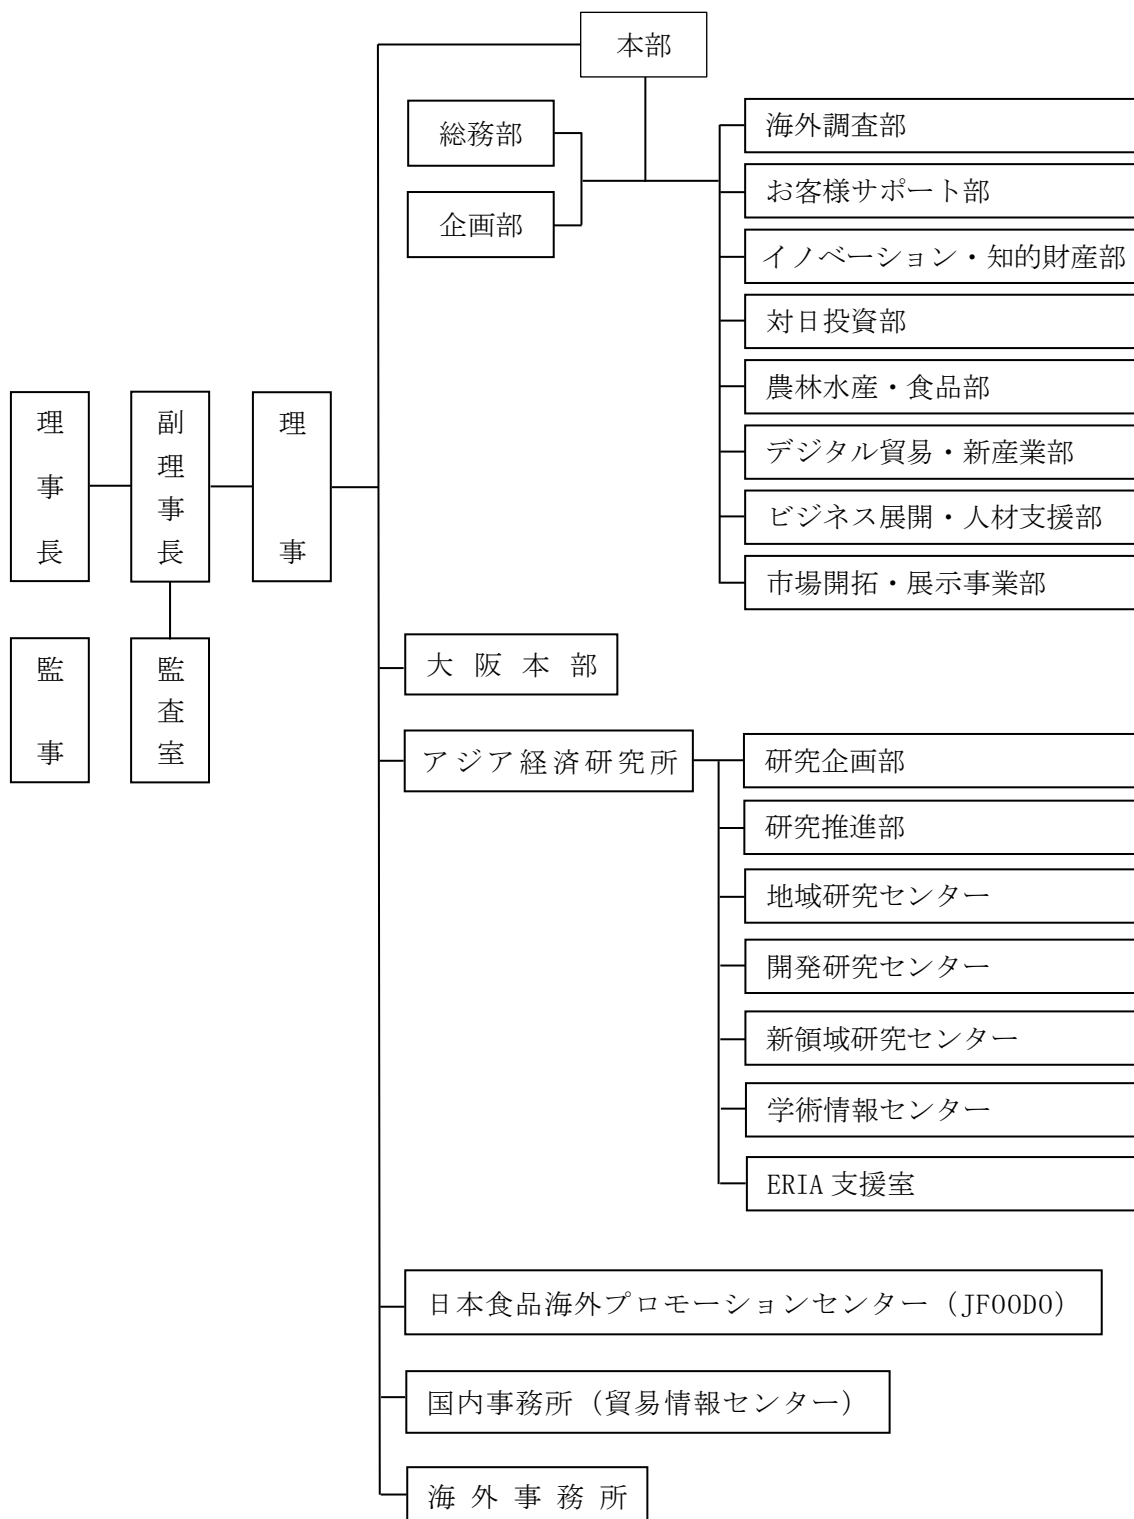 本部
総務部
企画部
海外調査部
お客様サポート部
イノベーション・知的財産部
対日投資部
農林水産・食品部
デジタル貿易・新産業部
ビジネス展開・人材支援部
市場開拓・展示事業部
理事長
副理事長
理事
監事
監査室
大阪本部
アジア経済研究所
研究企画部
研究推進部
地域研究センター
開発研究センター
新領域研究センター
学術情報センター
ERIA 支援室
日本食品海外プロモーションセンター（JFOODO）
国内事務所（貿易情報センター）
海外事務所